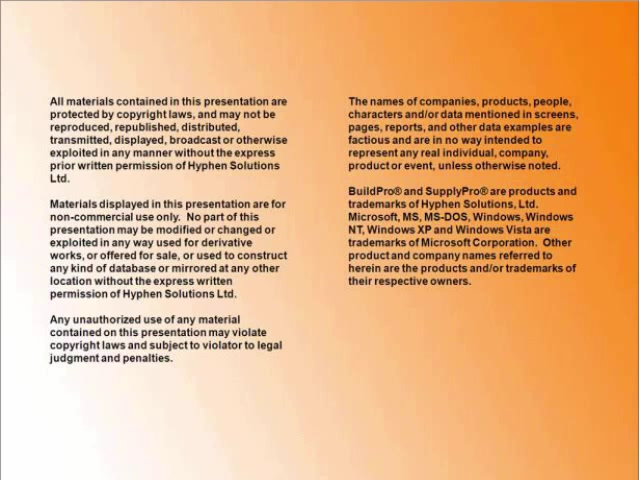 All materials contained in this presentation are
protected by copyright laws, and may not be
reproduced, republished, distributed,
transmitted, displayed, broadcast or otherwise
exploited in any manner without the express
prior written permission of Hyphen Solutions
Ltd.
Materials displayed in this presentation are for
non-commercial use only. No part of this
presentation may be modified or changed or
exploited in any way used for derivative
works, or offered for sale, or used to construct
any kind of database or mirrored at any other
location without the express written
permission of Hyphen Solutions Ltd.
Any unauthorized use of any material
contained on this presentation may violate
copyright laws and subject to violator to legal
judgment and penalties.
The names of companies, products, people,
characters and/or data mentioned in screens,
pages, reports, and other data examples are
factious and are in no way intended to
represent any real individual, company,
product or event, unless otherwise noted.
BuildPro® and SupplyPro® are products and
trademarks of Hyphen Solutions, Ltd.
Microsoft, MS, MS-DOS, Windows, Windows
NT, Windows XP and Windows Vista are
trademarks of Microsoft Corporation. Other
product and company names referred to
herein are the products and/or trademarks of
their respective owners.